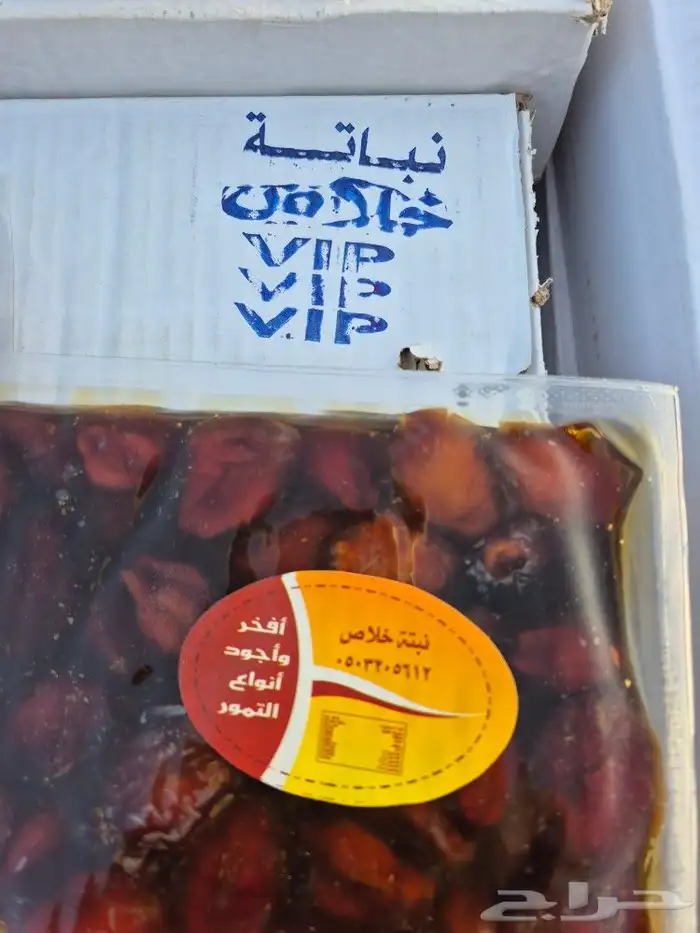 نباتة
خلاص
VIP
VIP
VIP
أفخر
وأجود
أنواع
التمور
نبتة خلاص
٠٥٠٣٢٠٥٦١٢
حراج